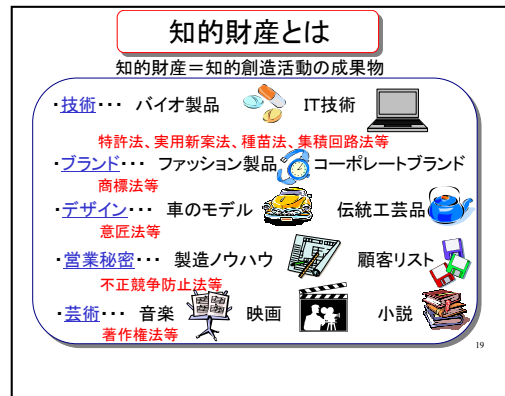 知的財産とは
知的財産＝知的創造活動の成果物
・技術・・・ バイオ製品 IT技術
特許法、実用新案法、種苗法、集積回路法等
・ブランド・・・ ファッション製品 コーポレートブランド
商標法等
・デザイン・・・ 車のモデル 伝統工芸品
意匠法等
・営業秘密・・・ 製造ノウハウ 顧客リスト
不正競争防止法等
・芸術・・・ 音楽 映画 小説
著作権法等
19